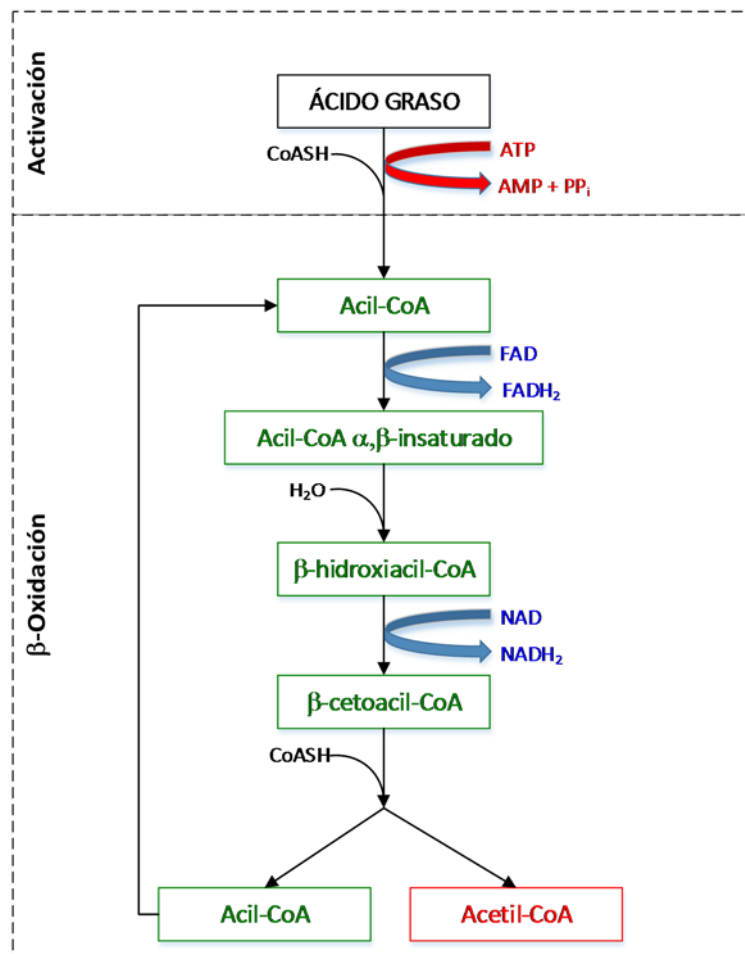 Activación
ÁCIDO GRASO
CoASH
ATP
AMP + PPi
β-Oxidación
Acil-CoA
FAD
FADH₂
Acil-CoA α,β-insaturado
H₂O
β-hidroxiacil-CoA
NAD
NADH₂
β-cetoacil-CoA
CoASH
Acil-CoA
Acetil-CoA